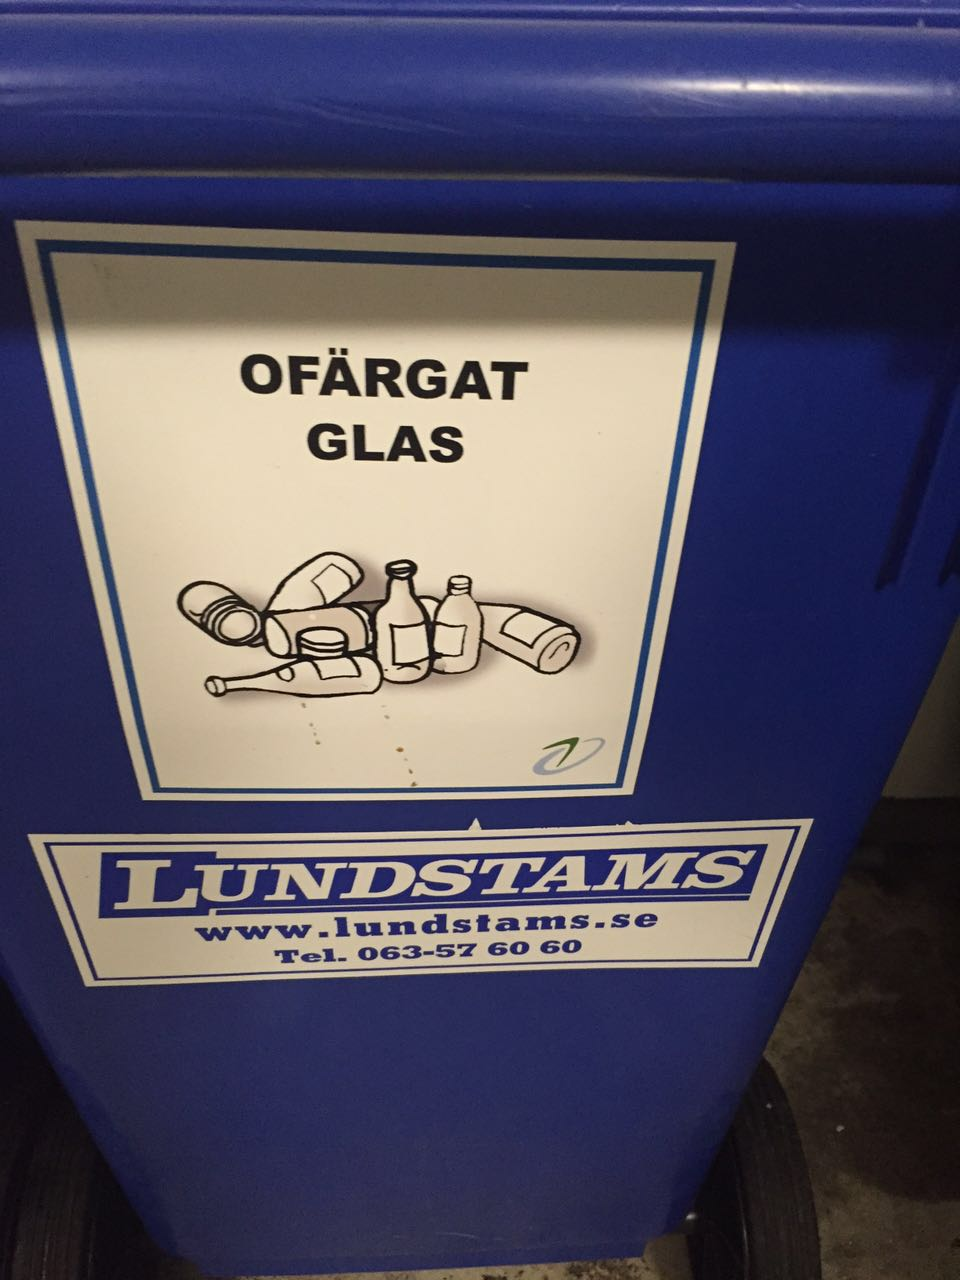 OFÄRGAT
GLAS
LUNDSTAMS
www.lundstams.se
Tel. 063-57 60 60